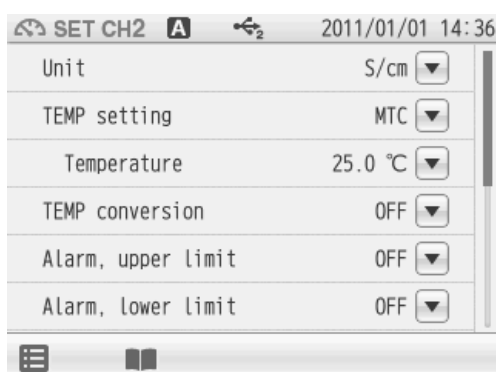 SET CH2 A 2 2011/01/01 14:36
Unit S/cm
TEMP setting MTC
Temperature 25.0 ℃
TEMP conversion OFF
Alarm, upper limit OFF
Alarm, lower limit OFF